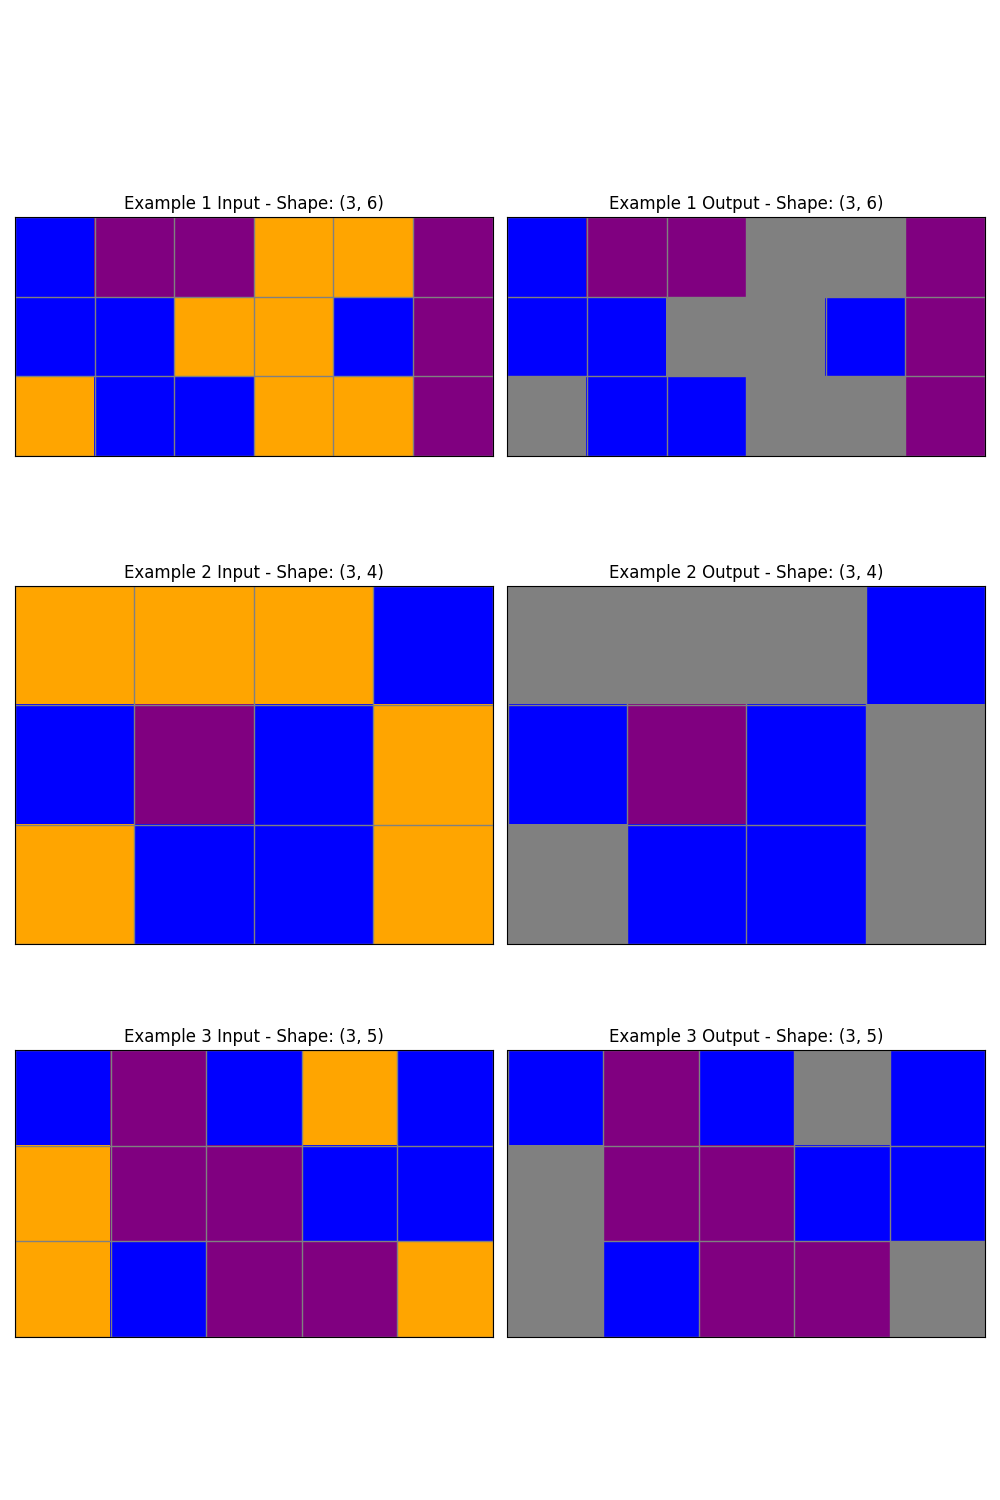 Example 1 Input - Shape: (3, 6)
Example 1 Output - Shape: (3, 6)
Example 2 Input - Shape: (3, 4)
Example 2 Output - Shape: (3, 4)
Example 3 Input - Shape: (3, 5)
Example 3 Output - Shape: (3, 5)